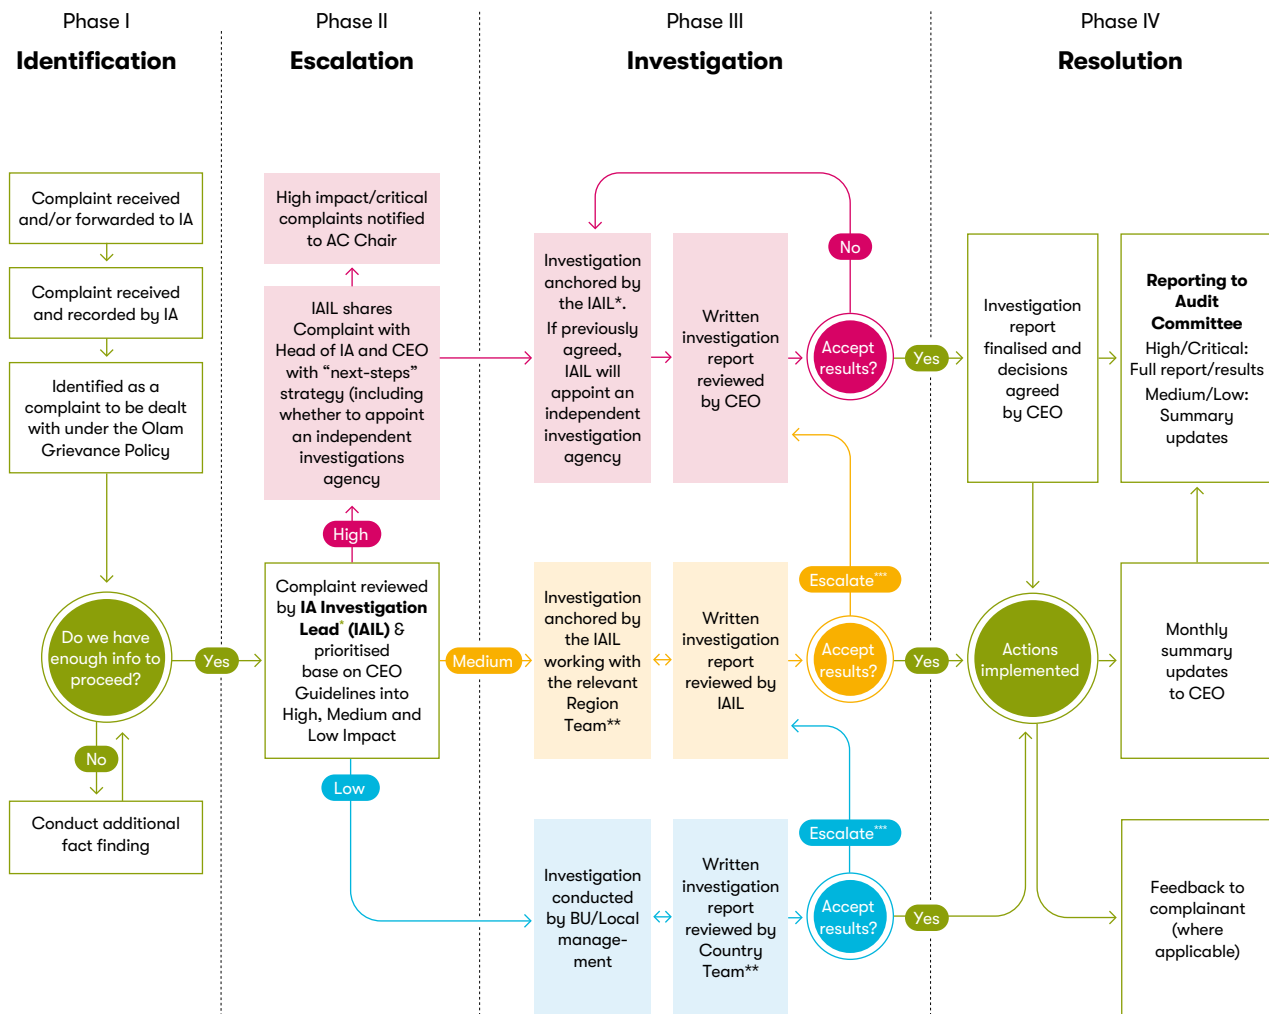 Phase I
Identification
Phase II
Escalation
Phase III
Investigation
Phase IV
Resolution
Complaint received
and/or forwarded to IA
Complaint received
and recorded by IA
Identified as a
complaint to be dealt
with under the Olam
Grievance Policy
Do we have
enough info to
proceed?
Yes
No
Conduct additional
fact finding
High impact/critical
complaints notified
to AC Chair
IAIL shares
Complaint with
Head of IA and CEO
with “next-steps”
strategy (including
whether to appoint
an independent
investigations
agency
High
Complaint reviewed
by IA Investigation
Lead* (IAIL) &
prioritised
base on CEO
Guidelines into
High, Medium and
Low Impact
Medium
Low
Investigation
anchored by
the IAIL*.
If previously
agreed,
IAIL will
appoint an
independent
investigation
agency
Written
investigation
report
reviewed
by CEO
No
Accept
results?
Yes
Investigation
anchored by
the IAIL
working with
the relevant
Region
Team**
Written
investigation
report
reviewed by
IAIL
Escalate***
Accept
results?
Yes
Investigation
conducted
by BU/Local
manage-
ment
Written
investigation
report
reviewed by
Country
Team**
Escalate***
Accept
results?
Yes
Investigation
report
finalised and
decisions
agreed
by CEO
Reporting to
Audit
Committee
High/Critical:
Full report/results
Medium/Low:
Summary
updates
Actions
implemented
Monthly
summary
updates
to CEO
Feedback to
complainant
(where
applicable)